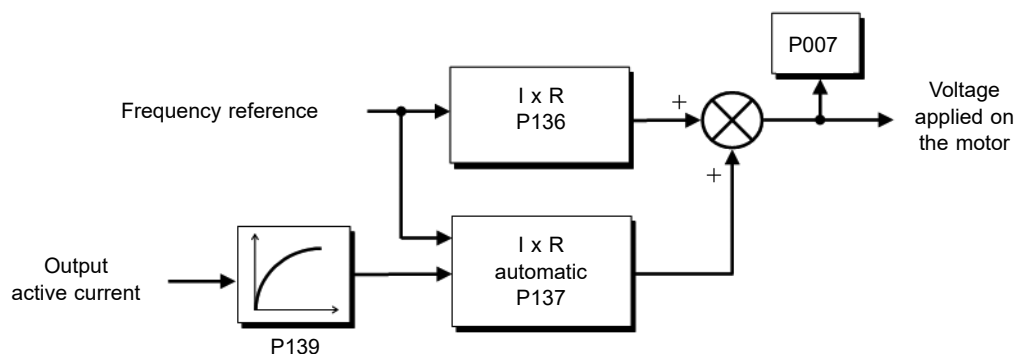 P007
Frequency reference
I x R
P136
+
Voltage
applied on
the motor
+
Output
active current
I x R
automatic
P137
P139